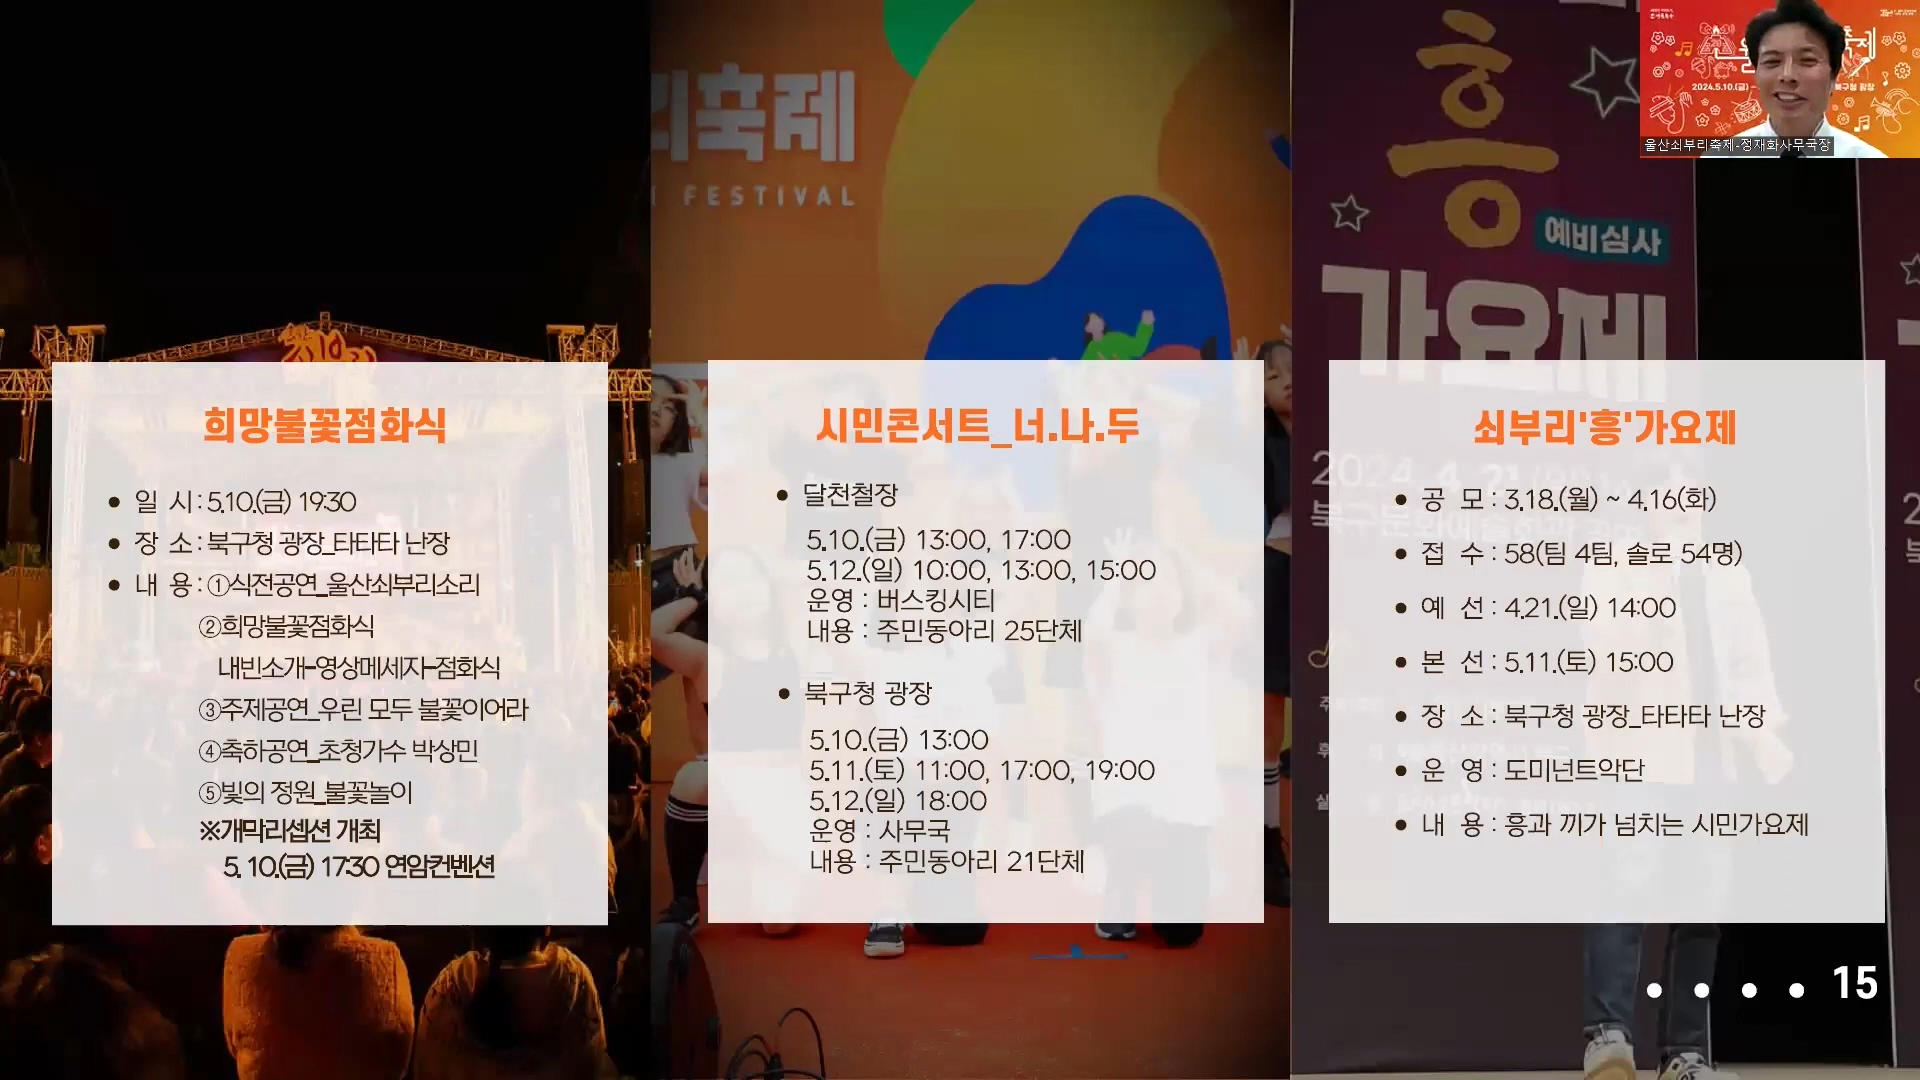 리축제
FESTIVAL
흥
예비심사
가요제
2024.5.10.(금)
북구청 광장
울산쇠부리축제-정재화사무국장
희망불꽃점화식
• 일 시 : 5.10.(금) 19:30
• 장 소 : 북구청 광장_타타타 난장
• 내 용 : ①식전공연_울산쇠부리소리
②희망불꽃점화식
내빈소개-영상메세지-점화식
③주제공연_우린 모두 불꽃이어라
④축하공연_초청가수 박상민
⑤빛의 정원_불꽃놀이
※개막리셉션 개최
5. 10.(금) 17:30 연암컨벤션
시민콘서트_너.나.두
• 달천철장
5.10.(금) 13:00, 17:00
5.12.(일) 10:00, 13:00, 15:00
운영 : 버스킹시티
내용 : 주민동아리 25단체
• 북구청 광장
5.10.(금) 13:00
5.11.(토) 11:00, 17:00, 19:00
5.12.(일) 18:00
운영 : 사무국
내용 : 주민동아리 21단체
쇠부리'흥'가요제
2024. 4. 21
• 공 모 : 3.18.(월) ~ 4.16(화)
• 접 수 : 58(팀 4팀, 솔로 54명)
• 예 선 : 4.21.(일) 14:00
• 본 선 : 5.11.(토) 15:00
• 장 소 : 북구청 광장_타타타 난장
• 운 영 : 도미넌트악단
• 내 용 : 흥과 끼가 넘치는 시민가요제
15